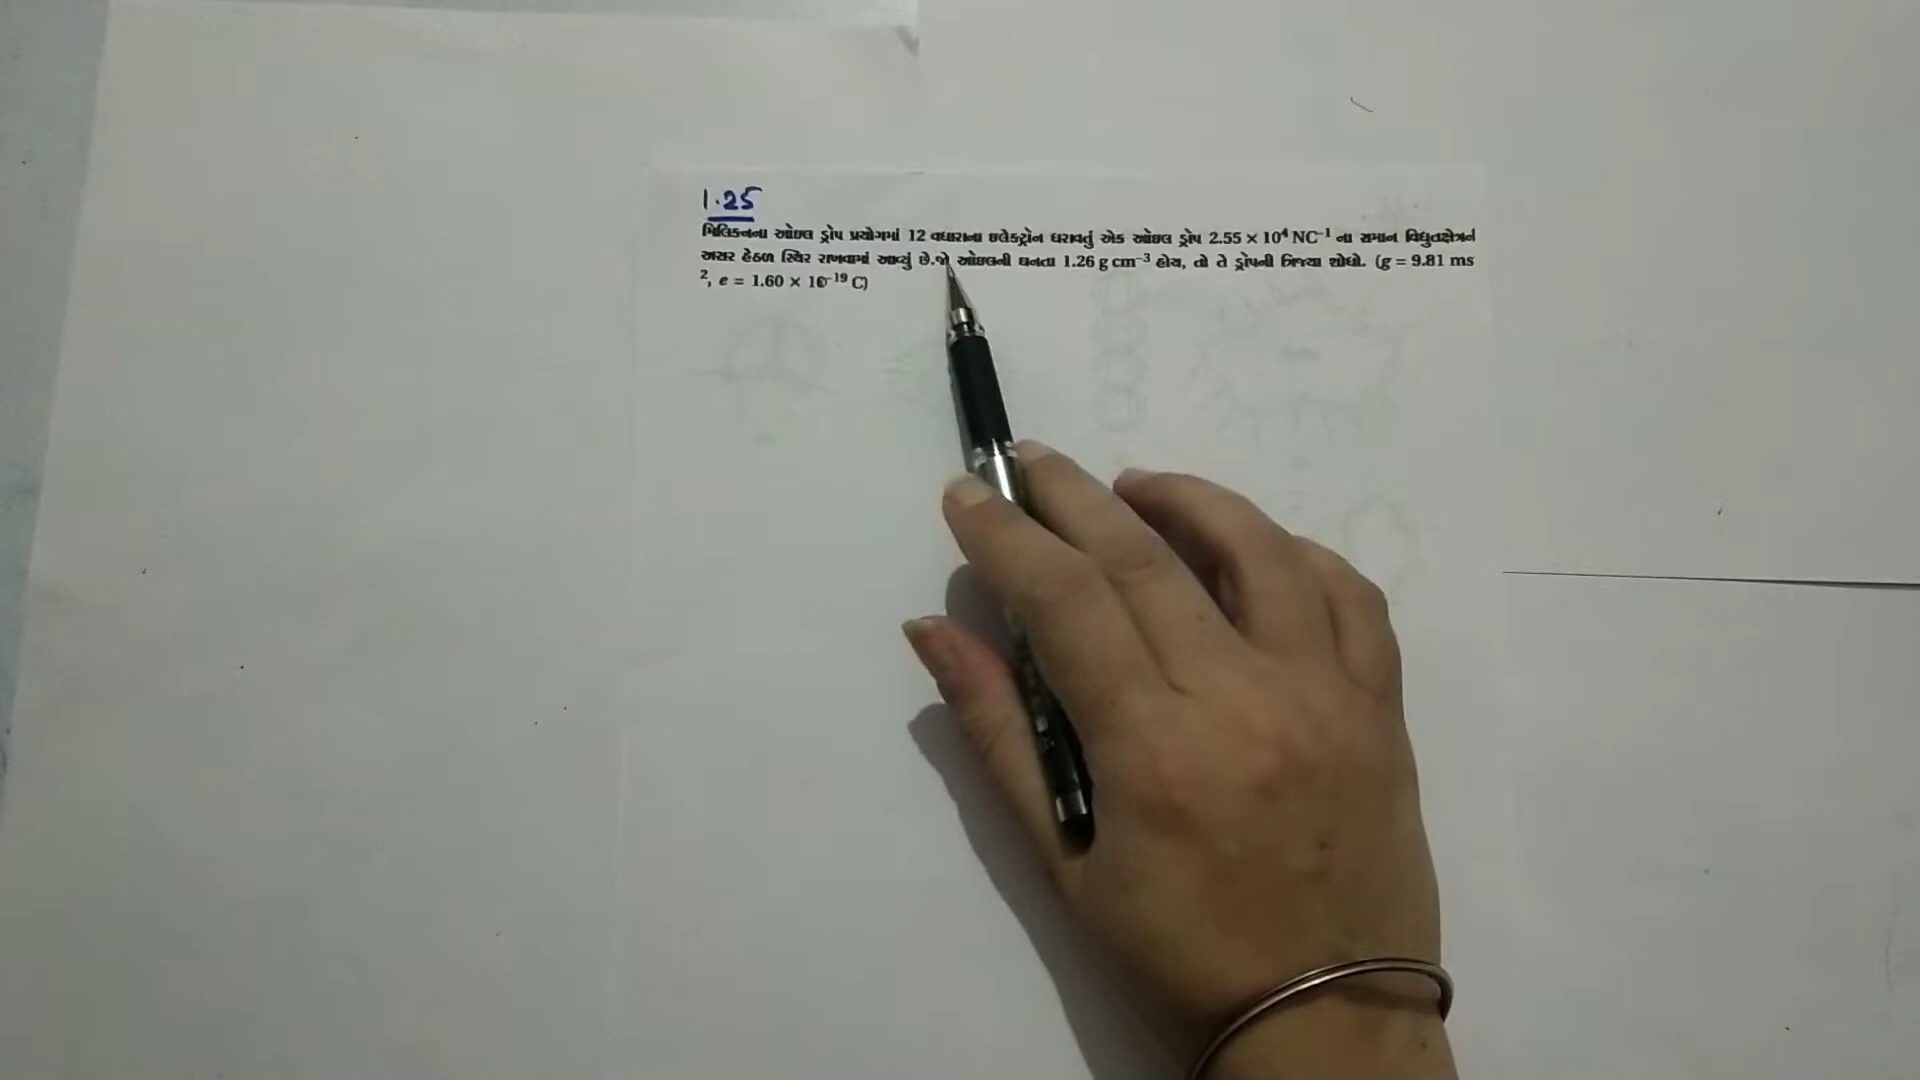 1.25
મિલિકનના ઓઇલ ડ્રોપ પ્રયોગમાં 12 વધારાના ઇલેક્ટ્રોન ધરાવતું એક ઓઇલ ડ્રોપ 2.55 × 10⁴ NC⁻¹ ના સમાન વિધુતક્ષેત્રની
અસર હેઠળ સ્થિર રાખવામાં આવ્યું છે.જો ઓઇલની ઘનતા 1.26 g cm⁻³ હોય, તો તે ડ્રોપની ત્રિજ્યા શોધો. (g = 9.81 ms
², e = 1.60 × 10⁻¹⁹ C)